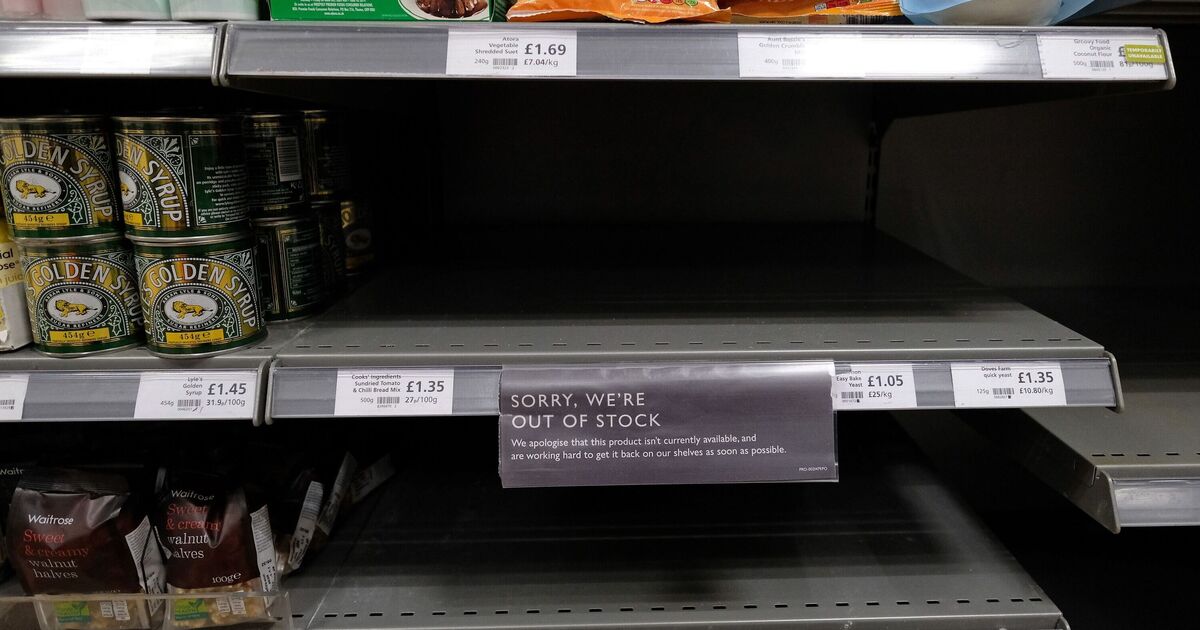 Atora
Vegetable
Shredded Suet
£1.69
240g
£7.04/kg
Golden
400g
Groovy Food
Organic
Coconut Flour
500g
TEMPORARILY
UNAVAILABLE
GOLDEN SYRUP
454g e
GOLDEN SYRUP
GOLDEN SYRUP
454g e
GOLDEN SYRUP
454g e
Lyle's
Golden
Syrup
£1.45
454g
31.9p/100g
Cooks' Ingredients
Sundried Tomato
& Chilli Bread Mix
£1.35
500g
27p/100g
SORRY, WE'RE
OUT OF STOCK
We apologise that this product isn't currently available, and
are working hard to get it back on our shelves as soon as possible.
Easy Bake
Yeast
£1.05
£25/kg
Doves Farm
quick yeast
£1.35
125g
£10.80/kg
Waitrose
Sweet
& creamy
walnut
halves
Waitrose
Sweet
& creamy
walnut
halves
100g e